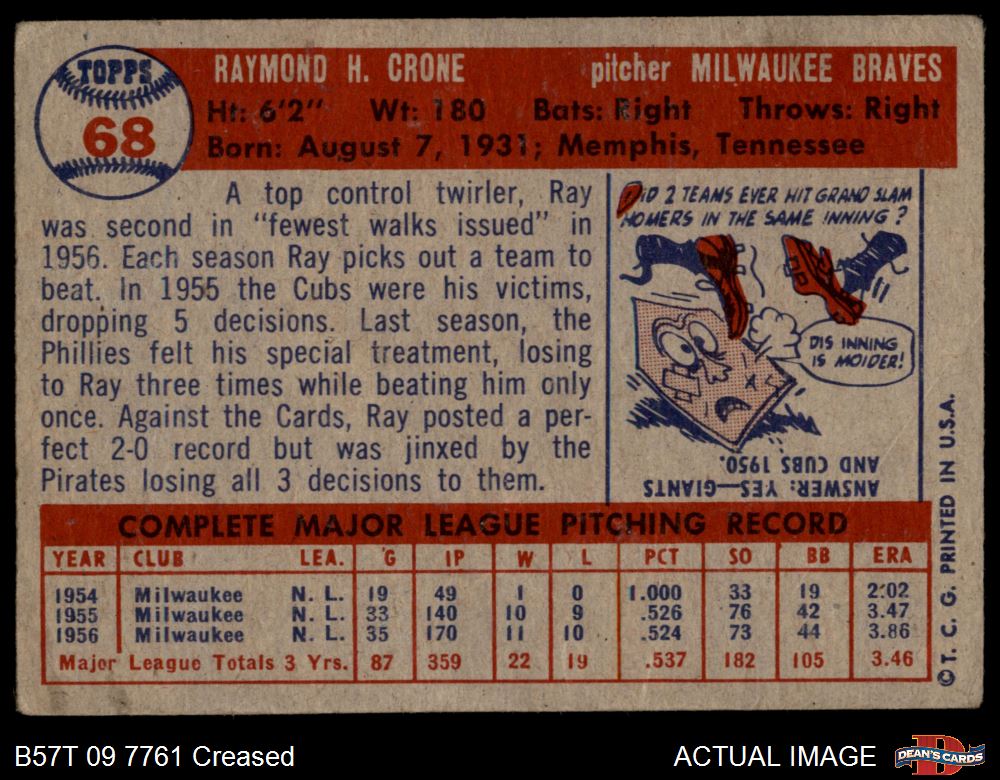 TOPPS
68
RAYMOND H. CRONE pitcher MILWAUKEE BRAVES
Ht: 6'2" Wt: 180 Bats: Right Throws: Right
Born: August 7, 1931; Memphis, Tennessee
A top control twirler, Ray
was second in "fewest walks issued" in
1956. Each season Ray picks out a team to
beat. In 1955 the Cubs were his victims,
dropping 5 decisions. Last season, the
Phillies felt his special treatment, losing
to Ray three times while beating him only
once. Against the Cards, Ray posted a per-
fect 2-0 record but was jinxed by the
Pirates losing all 3 decisions to them.
DID 2 TEAMS EVER HIT GRAND SLAM
HOMERS IN THE SAME INNING?
DIS INNING
IS MOIDER!
ANSWER: YES—GIANTS
AND CUBS 1950.
COMPLETE MAJOR LEAGUE PITCHING RECORD
YEAR CLUB LEA. G IP W L PCT SO BB ERA
1954 Milwaukee N. L. 19 49 1 0 1.000 33 19 2.02
1955 Milwaukee N. L. 33 140 10 9 .526 76 42 3.47
1956 Milwaukee N. L. 35 170 11 10 .524 73 44 3.86
Major League Totals 3 Yrs. 87 359 22 19 .537 182 105 3.46
© T. C. G. PRINTED IN U.S.A.
B57T 09 7761 Creased
ACTUAL IMAGE
DEAN'S CARDS